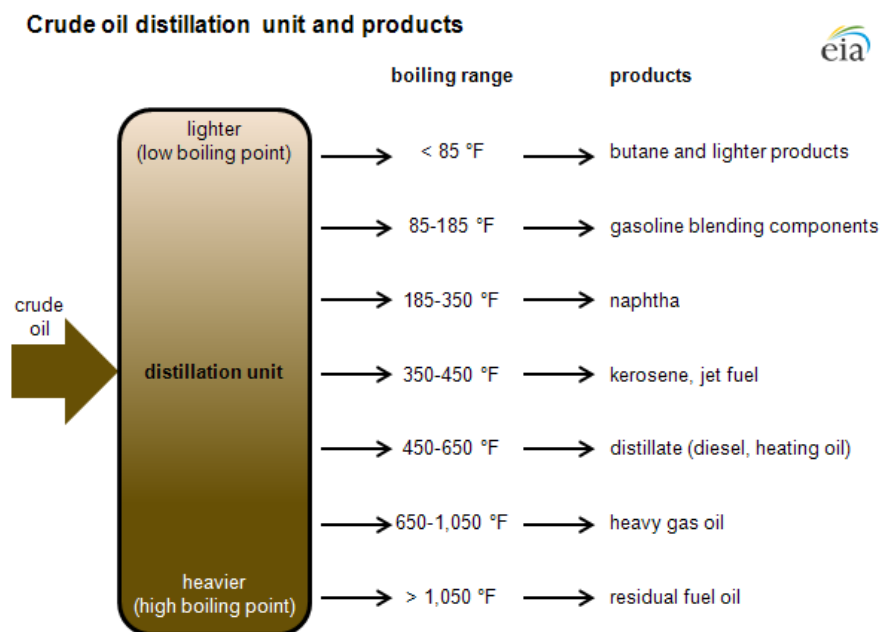 Crude oil distillation unit and products
eia
boiling range products
lighter
(low boiling point)
< 85 °F butane and lighter products
85-185 °F gasoline blending components
185-350 °F naphtha
crude
oil
distillation unit
350-450 °F kerosene, jet fuel
450-650 °F distillate (diesel, heating oil)
650-1,050 °F heavy gas oil
heavier
(high boiling point)
> 1,050 °F residual fuel oil